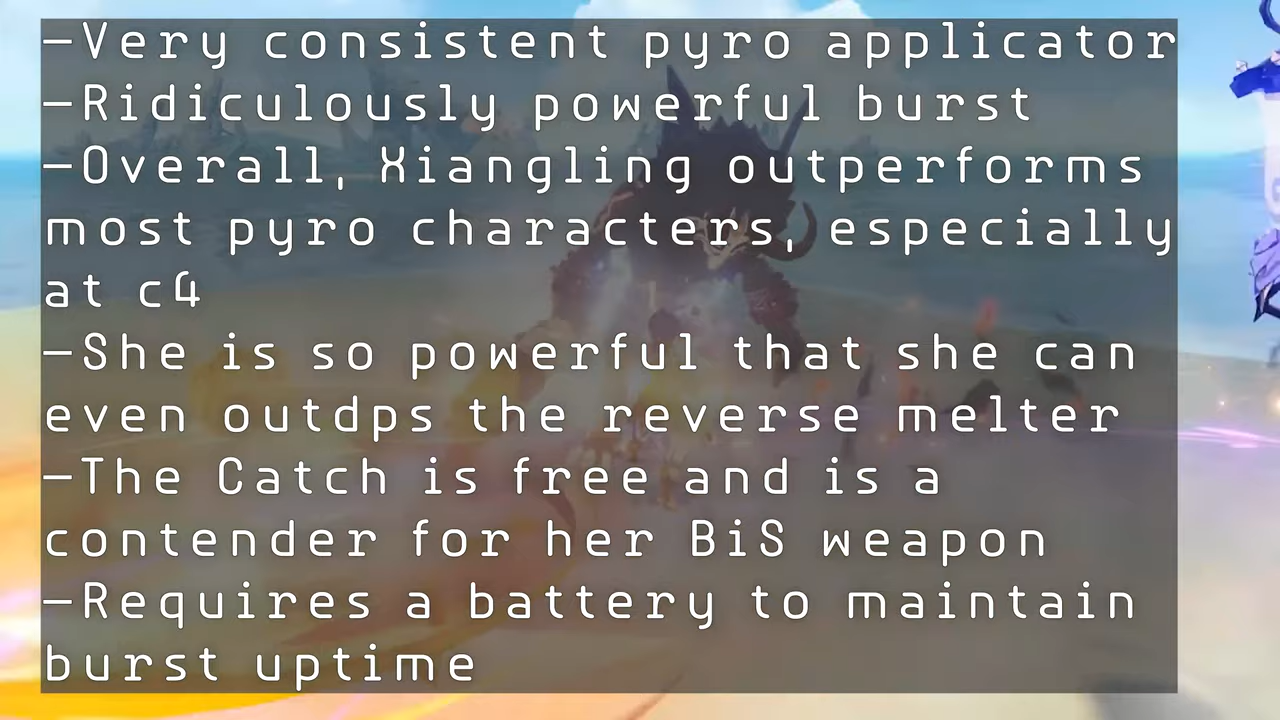 —Very consistent pyro applicator
—Ridiculously powerful burst
—Overall, Xiangling outperforms
most pyro characters, especially
at c4
—She is so powerful that she can
even outdps the reverse melter
—The Catch is free and is a
contender for her BiS weapon
—Requires a battery to maintain
burst uptime